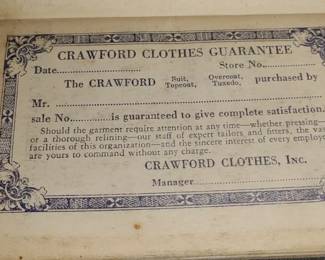 CRAWFORD CLOTHES GUARANTEE
Date........................ Store No.................
The CRAWFORD Suit, Topcoat, Overcoat, Tuxedo, purchased by
Mr. ..........................................................
sale No............is guaranteed to give complete satisfaction.
Should the garment require attention at any time—whether pressing—
or a thorough relining—our staff of expert tailors and fitters, the vast
facilities of this organization—and the sincere interest of every employee
are yours to command without any charge.
CRAWFORD CLOTHES, Inc.
Manager............................